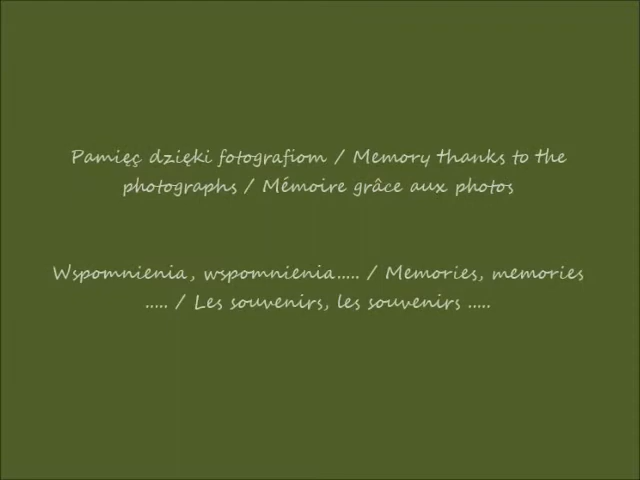 Pamięç dzięki fotografiom / Memory thanks to the
photographs / Mémoire grâce aux photos
Wspomnienia, wspomnienia..... / Memories, memories
..... / Les souvenirs, les souvenirs .....